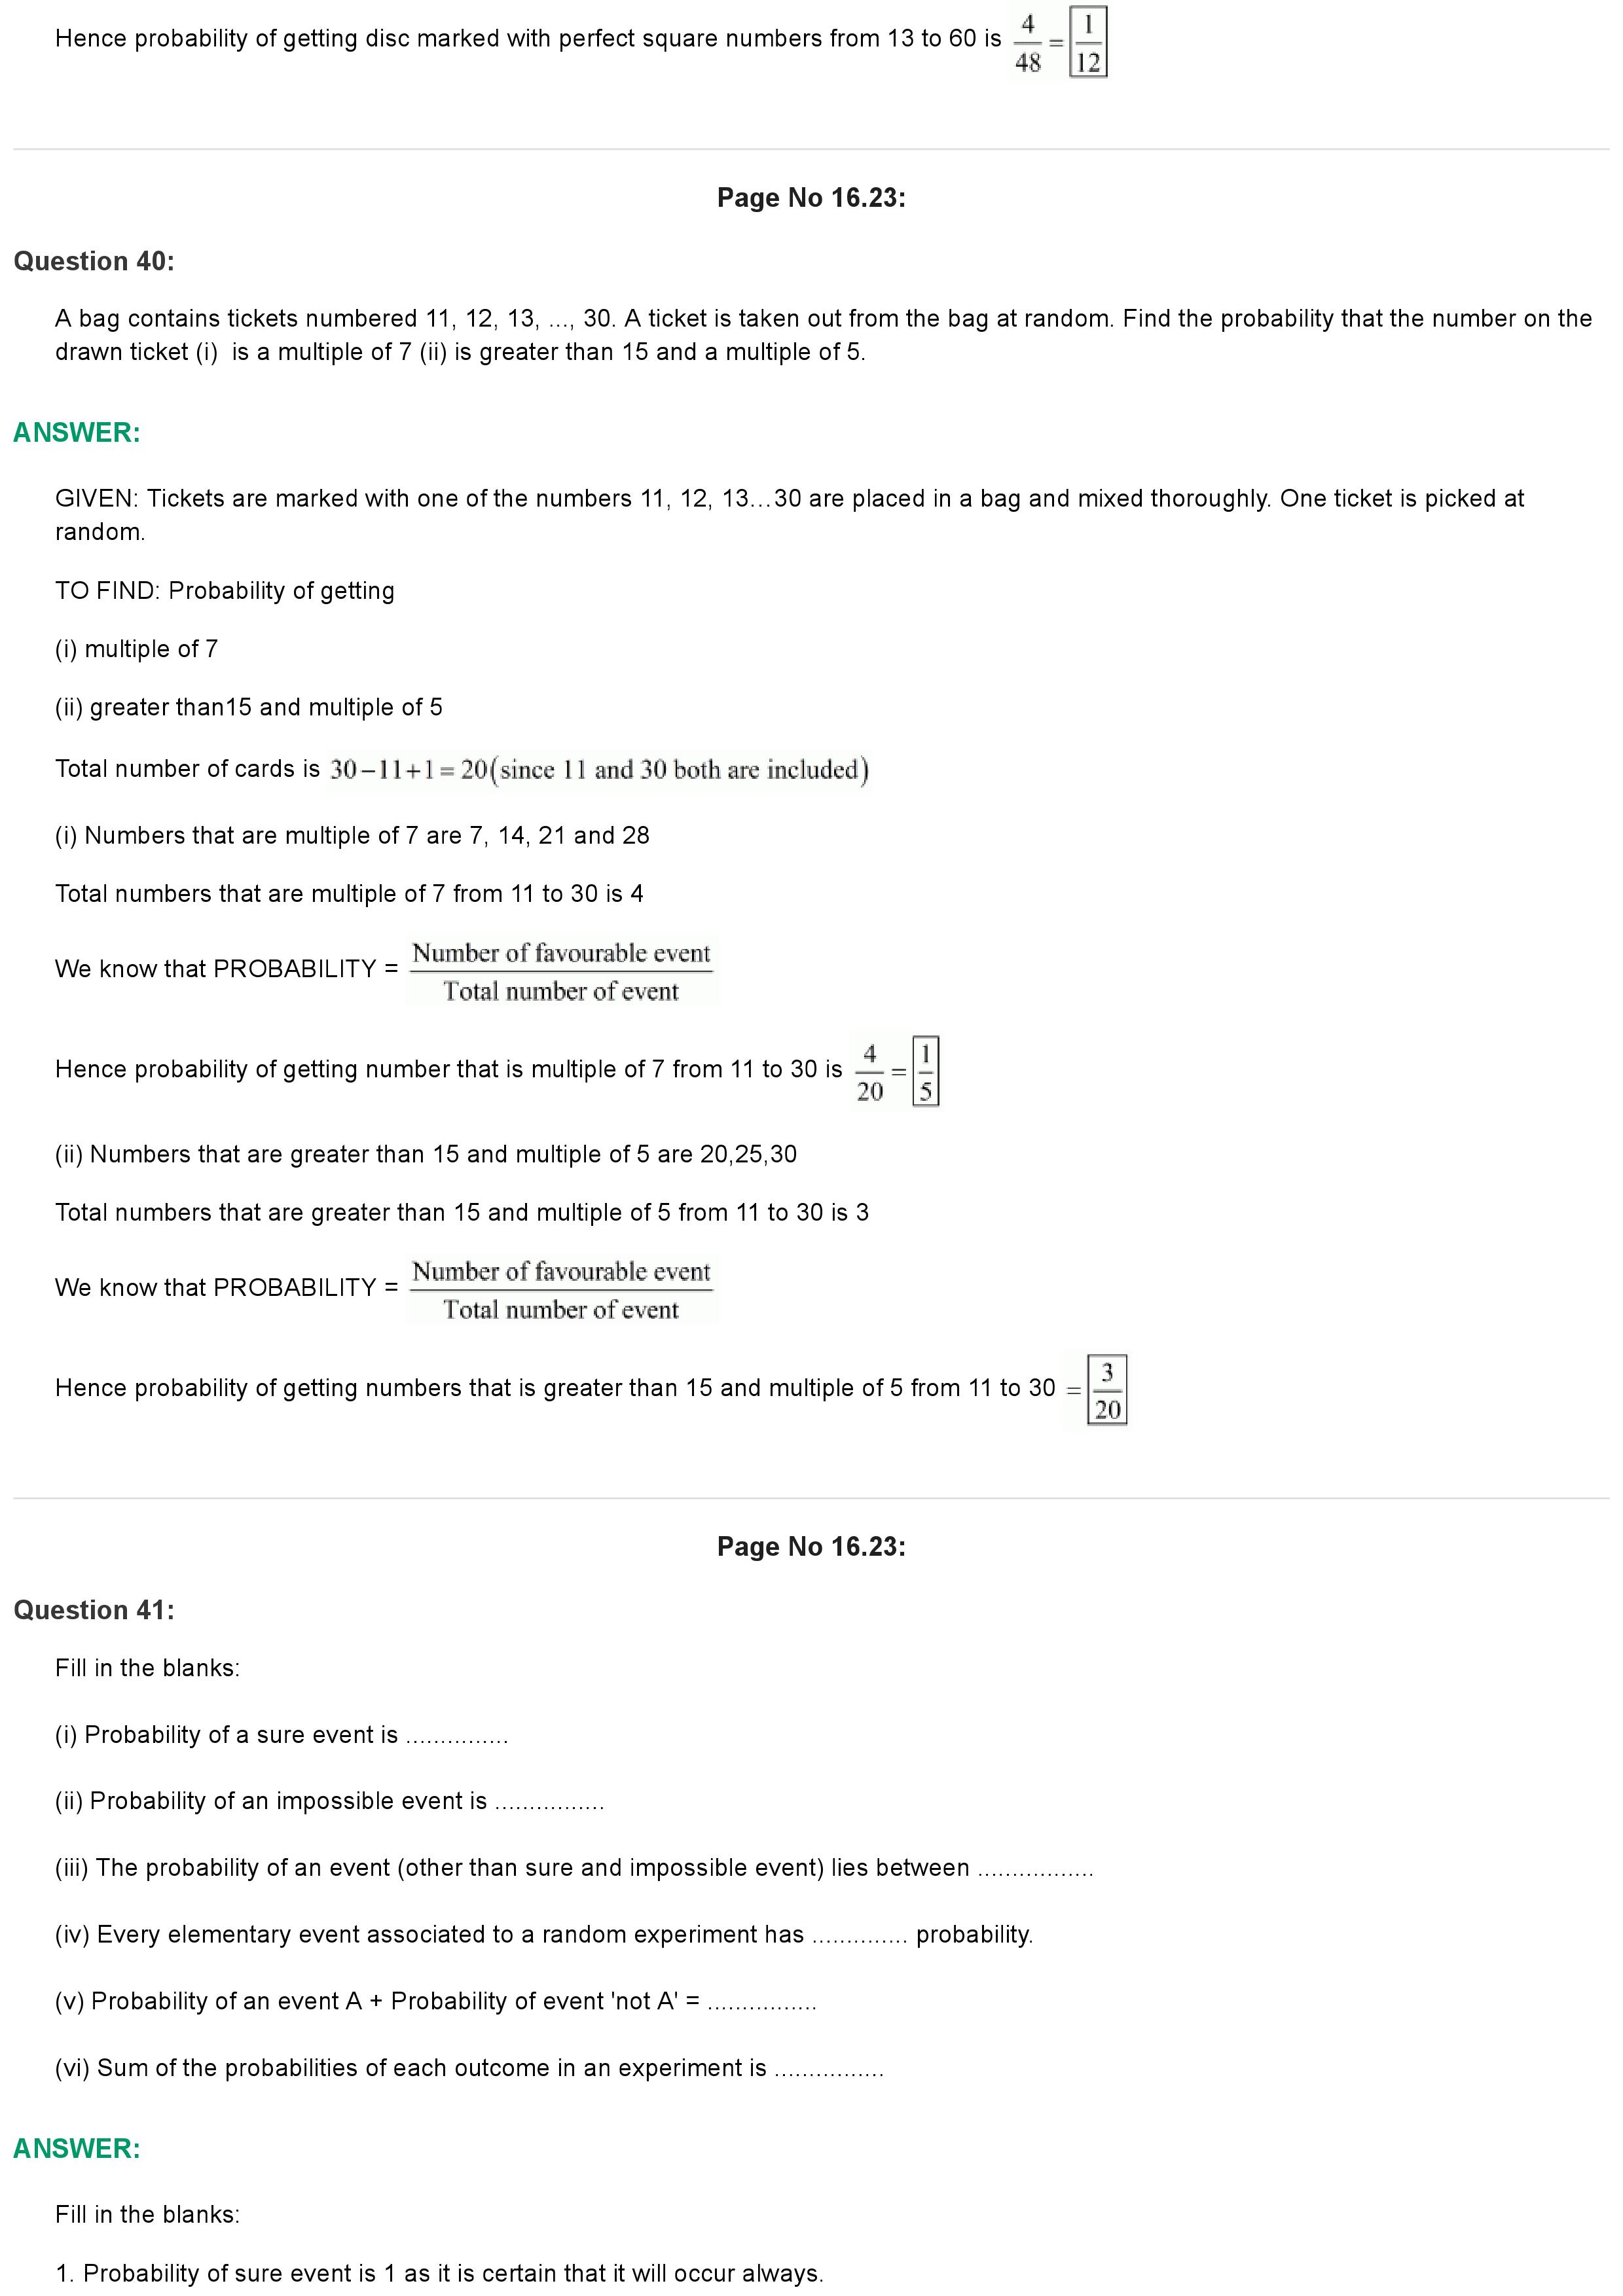 Hence probability of getting disc marked with perfect square numbers from 13 to 60 is 4/48 = 1/12
Page No 16.23:
Question 40:
A bag contains tickets numbered 11, 12, 13, ..., 30. A ticket is taken out from the bag at random. Find the probability that the number on the
drawn ticket (i)  is a multiple of 7 (ii) is greater than 15 and a multiple of 5.
ANSWER:
GIVEN: Tickets are marked with one of the numbers 11, 12, 13…30 are placed in a bag and mixed thoroughly. One ticket is picked at
random.
TO FIND: Probability of getting
(i) multiple of 7
(ii) greater than15 and multiple of 5
Total number of cards is 30−11+1 = 20(since 11 and 30 both are included)
(i) Numbers that are multiple of 7 are 7, 14, 21 and 28
Total numbers that are multiple of 7 from 11 to 30 is 4
We know that PROBABILITY = Number of favourable event / Total number of event
Hence probability of getting number that is multiple of 7 from 11 to 30 is 4/20 = 1/5
(ii) Numbers that are greater than 15 and multiple of 5 are 20,25,30
Total numbers that are greater than 15 and multiple of 5 from 11 to 30 is 3
We know that PROBABILITY = Number of favourable event / Total number of event
Hence probability of getting numbers that is greater than 15 and multiple of 5 from 11 to 30 = 3/20
Page No 16.23:
Question 41:
Fill in the blanks:
(i) Probability of a sure event is ...............
(ii) Probability of an impossible event is ................
(iii) The probability of an event (other than sure and impossible event) lies between .................
(iv) Every elementary event associated to a random experiment has .............. probability.
(v) Probability of an event A + Probability of event 'not A' = ................
(vi) Sum of the probabilities of each outcome in an experiment is ................
ANSWER:
Fill in the blanks:
1. Probability of sure event is 1 as it is certain that it will occur always.